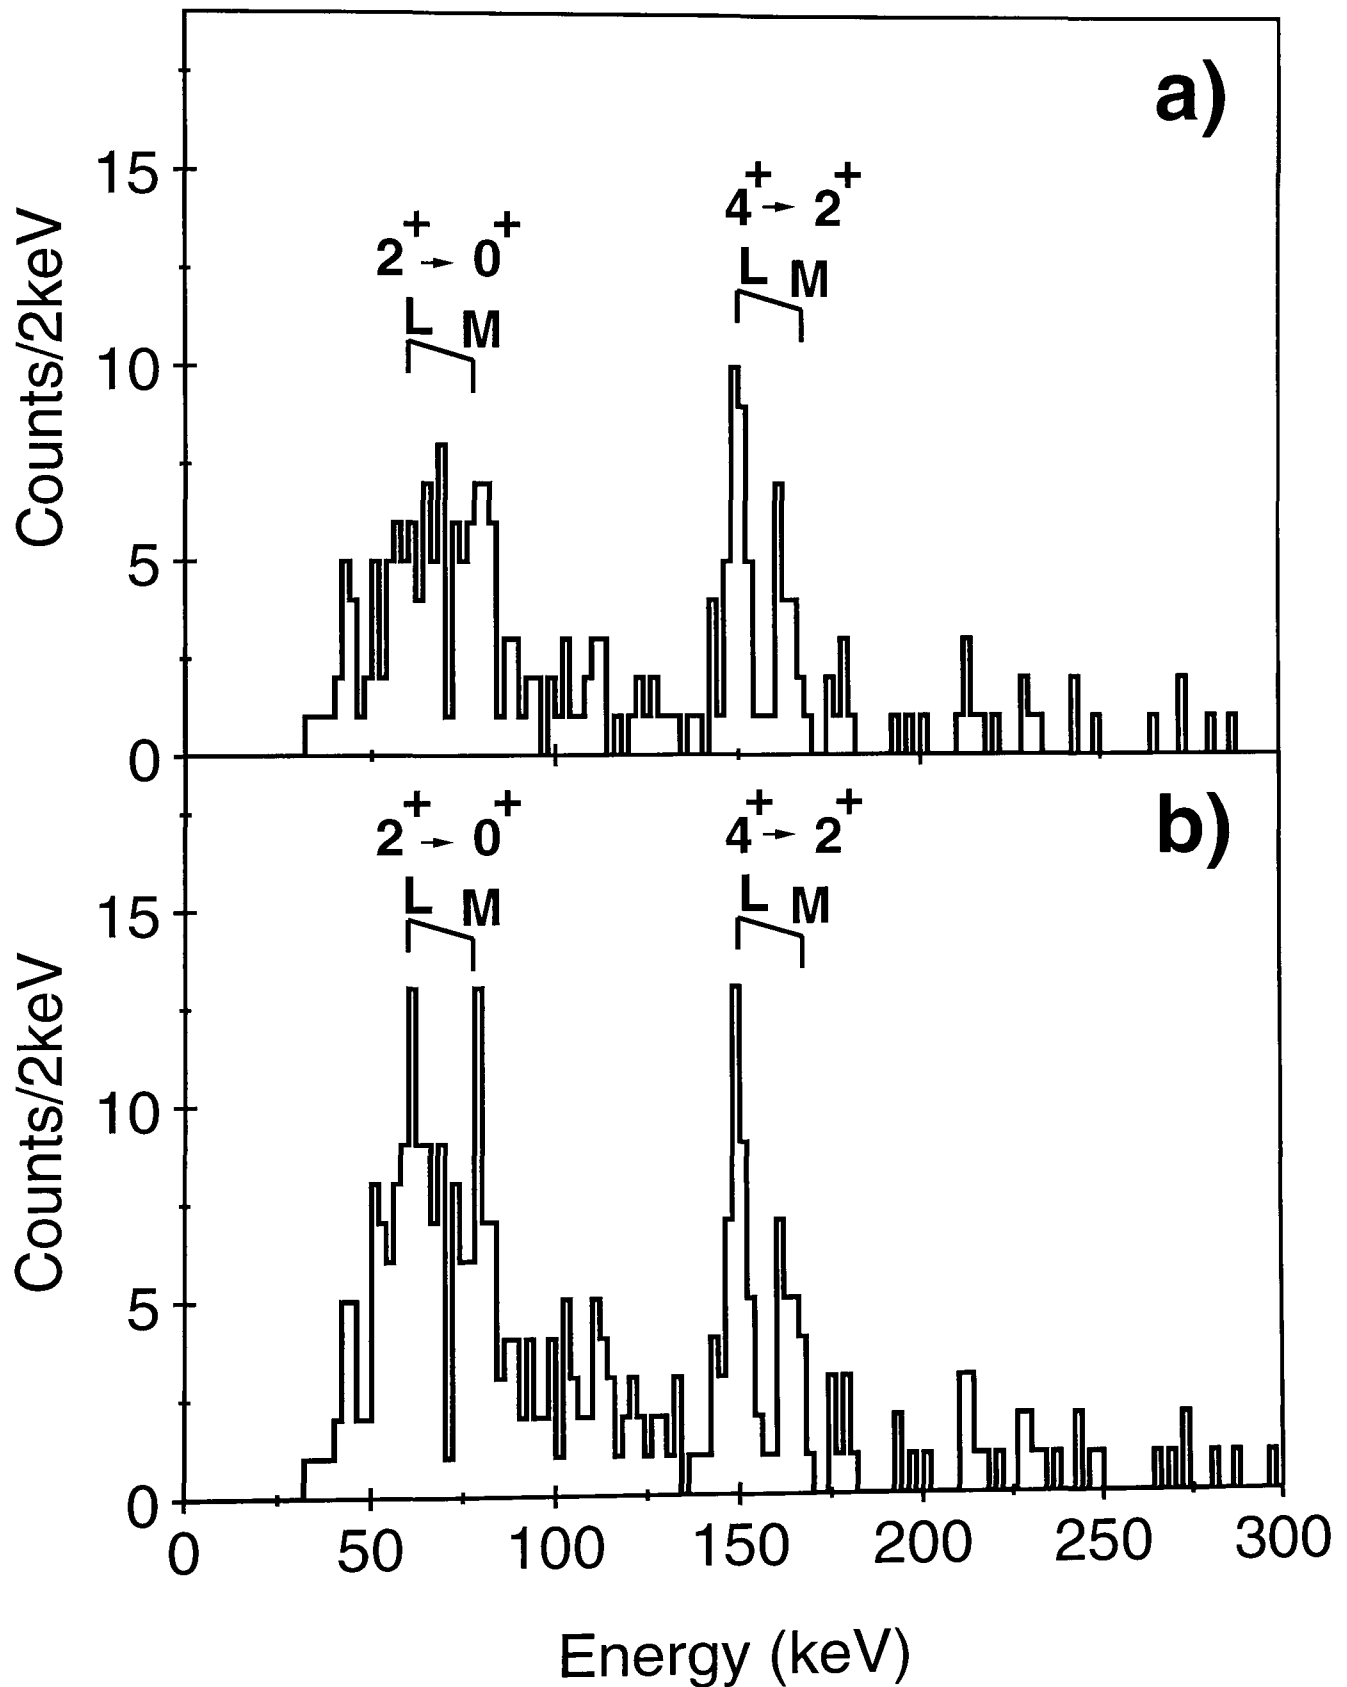 a)
15
10
5
0
Counts/2keV
2+ → 0+
L M
4+ → 2+
L M
b)
15
10
5
0
Counts/2keV
2+ → 0+
L M
4+ → 2+
L M
0 50 100 150 200 250 300
Energy (keV)